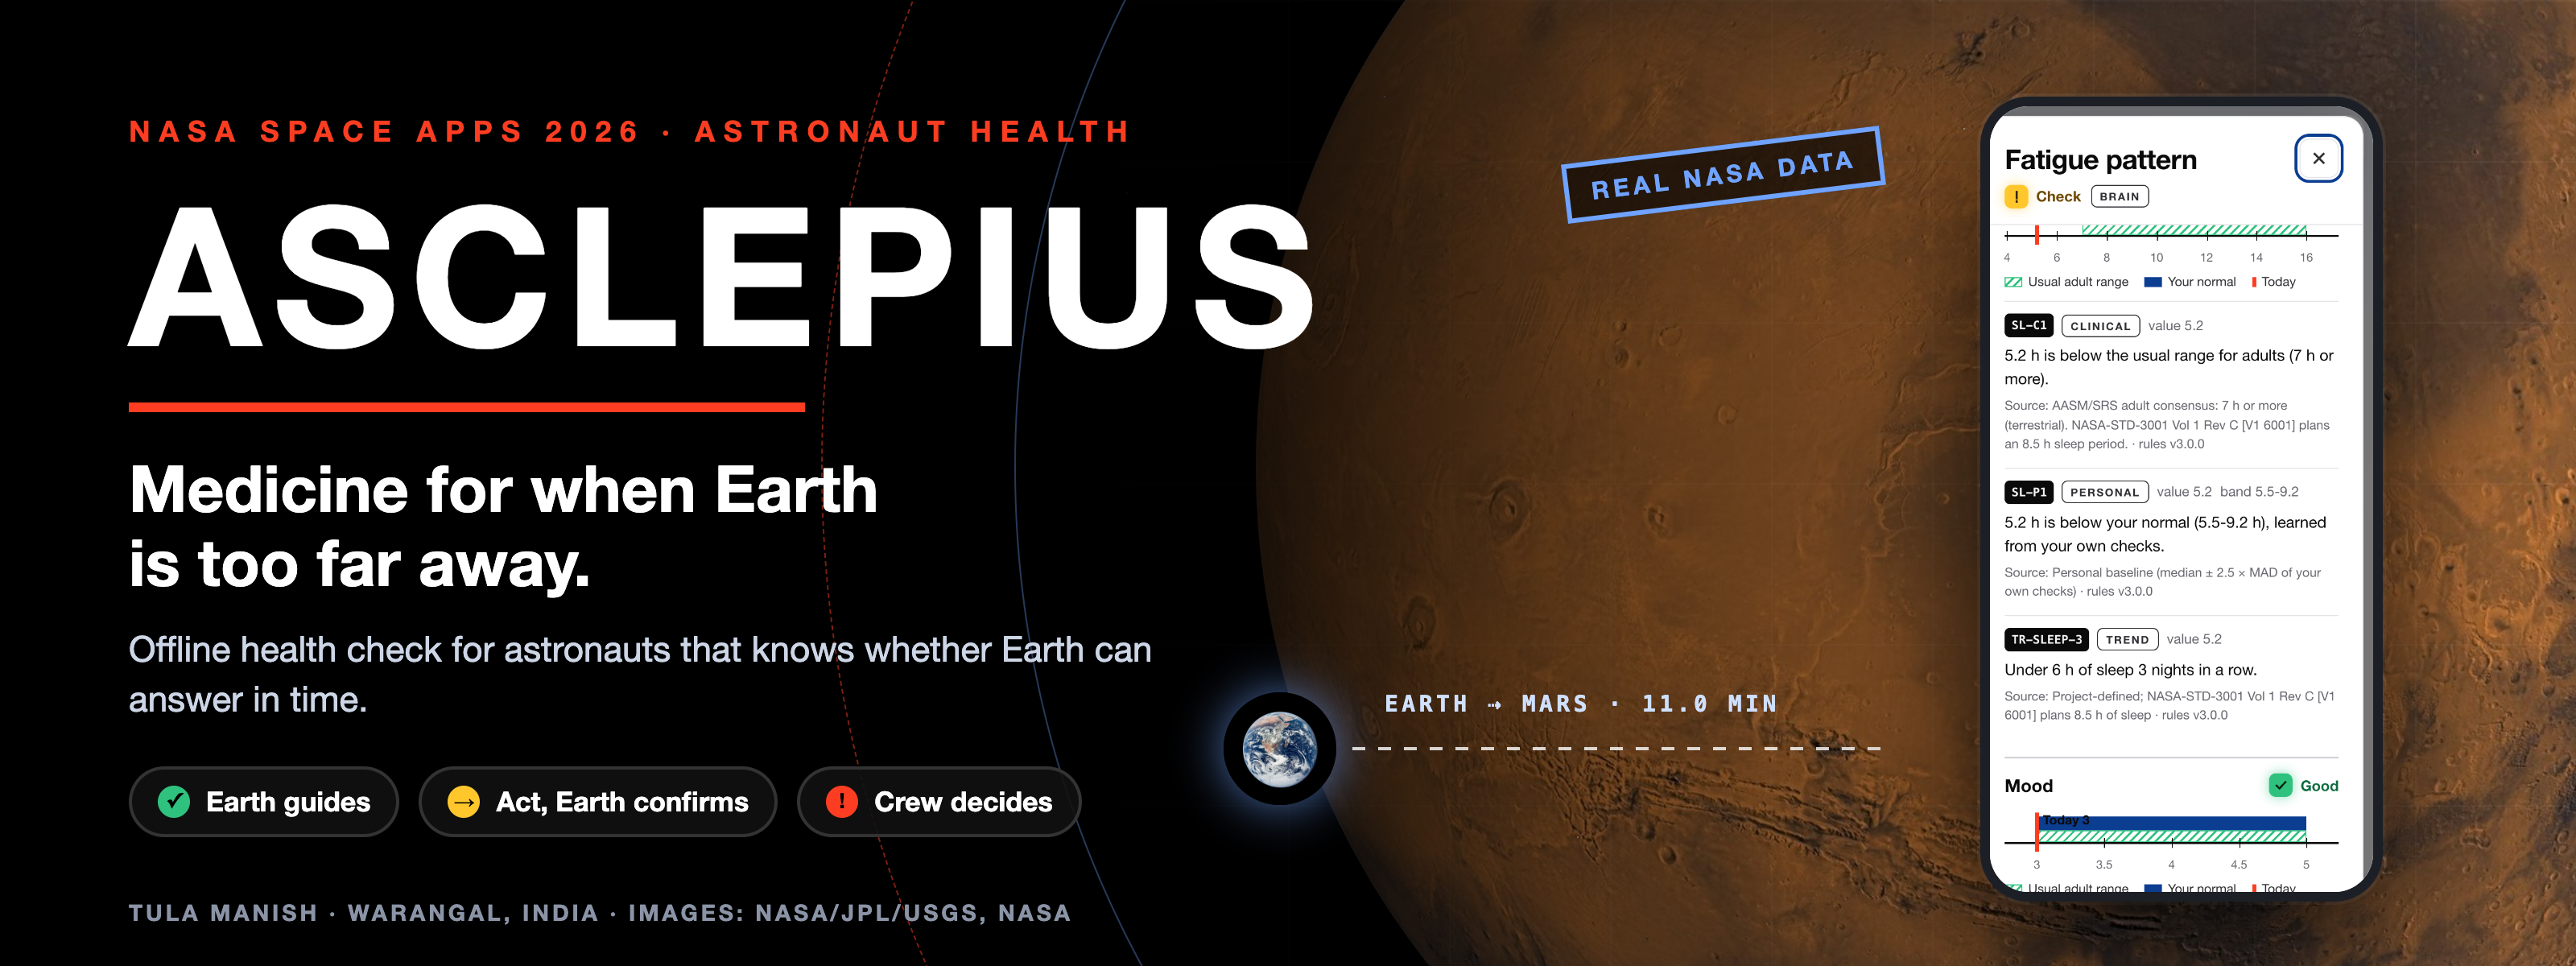 NASA SPACE APPS 2026 · ASTRONAUT HEALTH
ASCLEPIUS
Medicine for when Earth
is too far away.
Offline health check for astronauts that knows whether Earth can
answer in time.
Earth guides
Act, Earth confirms
Crew decides
TULA MANISH · WARANGAL, INDIA · IMAGES: NASA/JPL/USGS, NASA
REAL NASA DATA
EARTH ⇢ MARS · 11.0 MIN
Fatigue pattern
! Check BRAIN
4 6 8 10 12 14 16
Usual adult range Your normal Today
SL-C1 CLINICAL value 5.2
5.2 h is below the usual range for adults (7 h or
more).
Source: AASM/SRS adult consensus: 7 h or more
(terrestrial). NASA-STD-3001 Vol 1 Rev C [V1 6001] plans
an 8.5 h sleep period. · rules v3.0.0
SL-P1 PERSONAL value 5.2 band 5.5-9.2
5.2 h is below your normal (5.5-9.2 h), learned
from your own checks.
Source: Personal baseline (median ± 2.5 × MAD of your
own checks) · rules v3.0.0
TR-SLEEP-3 TREND value 5.2
Under 6 h of sleep 3 nights in a row.
Source: Project-defined; NASA-STD-3001 Vol 1 Rev C [V1
6001] plans 8.5 h of sleep · rules v3.0.0
Mood Good
Today 3
3 3.5 4 4.5 5
Usual adult range Your normal Today